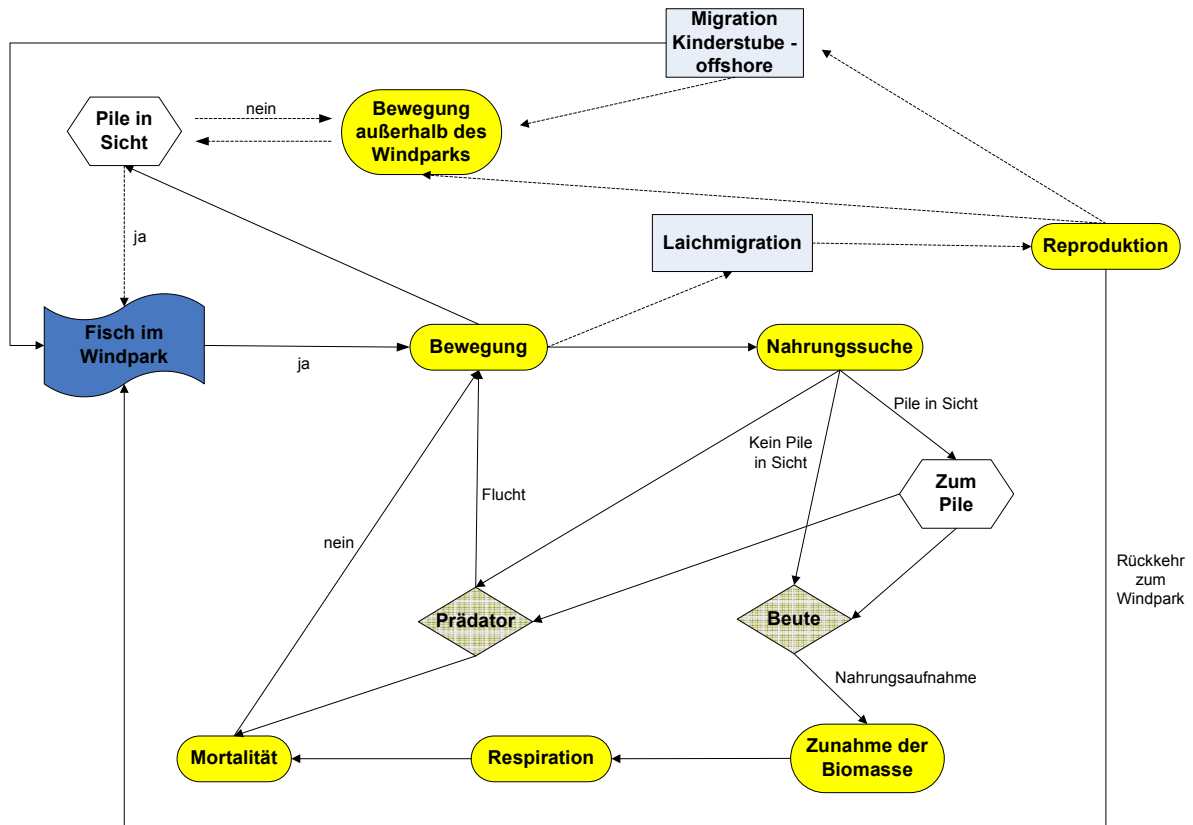 Migration
Kinderstube -
offshore
Pile in
Sicht
nein
Bewegung
außerhalb des
Windparks
ja
Laichmigration
Reproduktion
Fisch im
Windpark
ja
Bewegung
Nahrungssuche
Pile in Sicht
Kein Pile
in Sicht
Zum
Pile
Flucht
nein
Rückkehr
zum
Windpark
Prädator
Beute
Nahrungsaufnahme
Mortalität
Respiration
Zunahme der
Biomasse